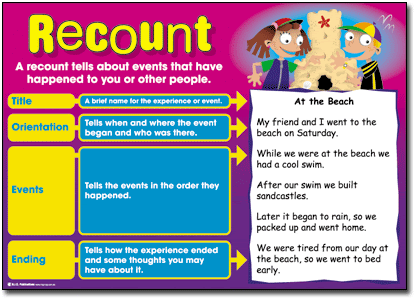 Recount
A recount tells about events that have
happened to you or other people.
Title
A brief name for the experience or event.
Orientation
Tells when and where the event
began and who was there.
Events
Tells the events in the order they
happened.
Ending
Tells how the experience ended
and some thoughts you may
have about it.
At the Beach
My friend and I went to the
beach on Saturday.
While we were at the beach we
had a cool swim.
After our swim we built
sandcastles.
Later it began to rain, so we
packed up and went home.
We were tired from our day at
the beach, so we went to bed
early.